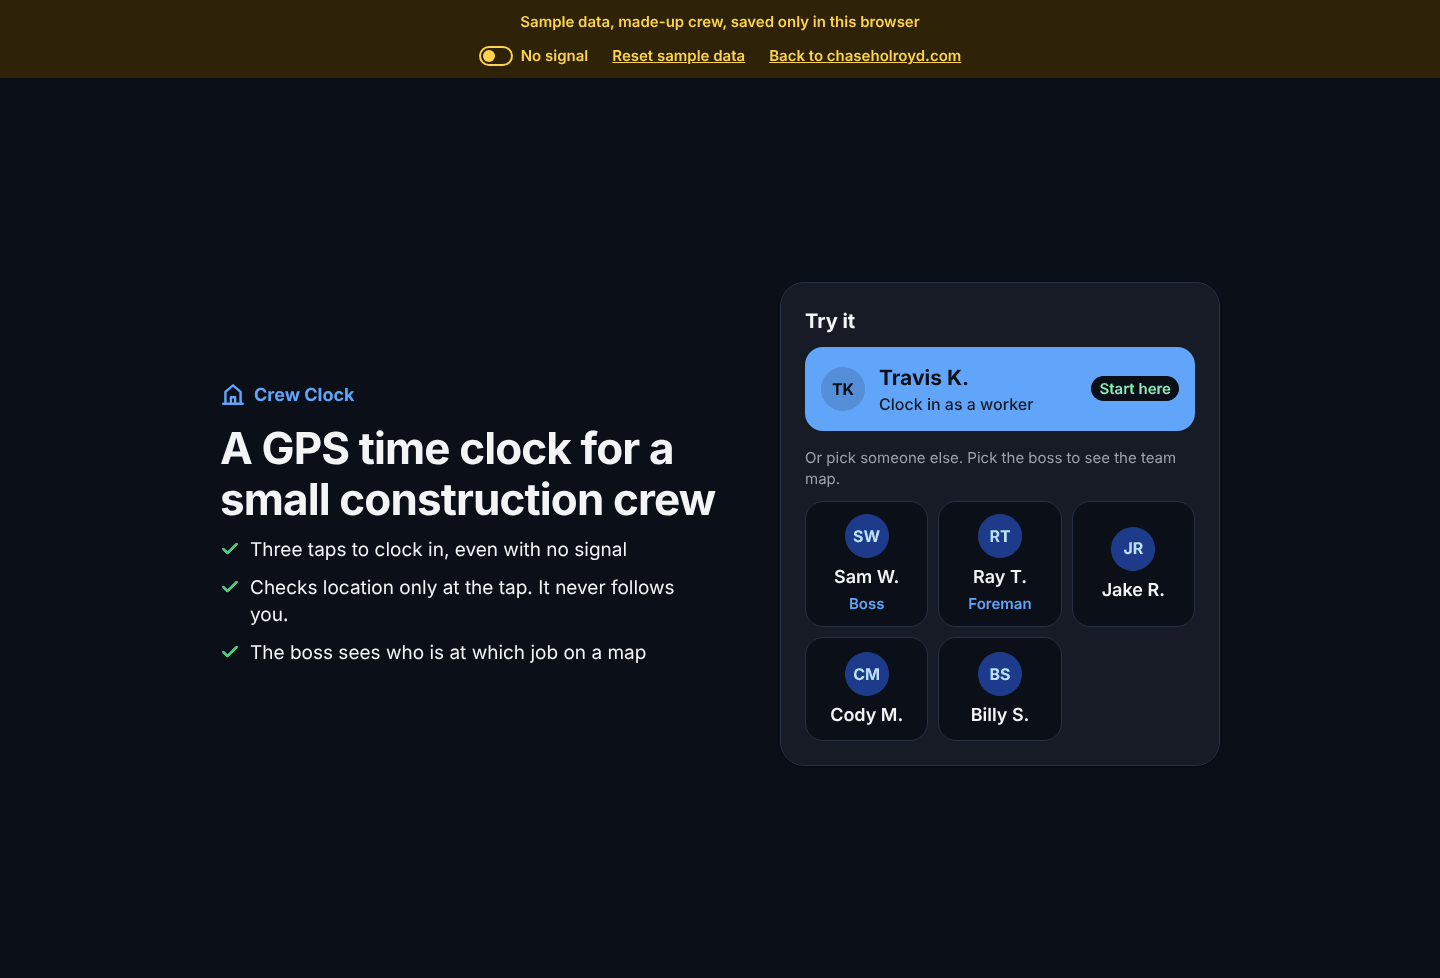 Sample data, made-up crew, saved only in this browser
No signal Reset sample data Back to chaseholroyd.com
Crew Clock
A GPS time clock for a
small construction crew
Three taps to clock in, even with no signal
Checks location only at the tap. It never follows
you.
The boss sees who is at which job on a map
Try it
TK
Travis K.
Clock in as a worker
Start here
Or pick someone else. Pick the boss to see the team
map.
SW
Sam W.
Boss
RT
Ray T.
Foreman
JR
Jake R.
CM
Cody M.
BS
Billy S.